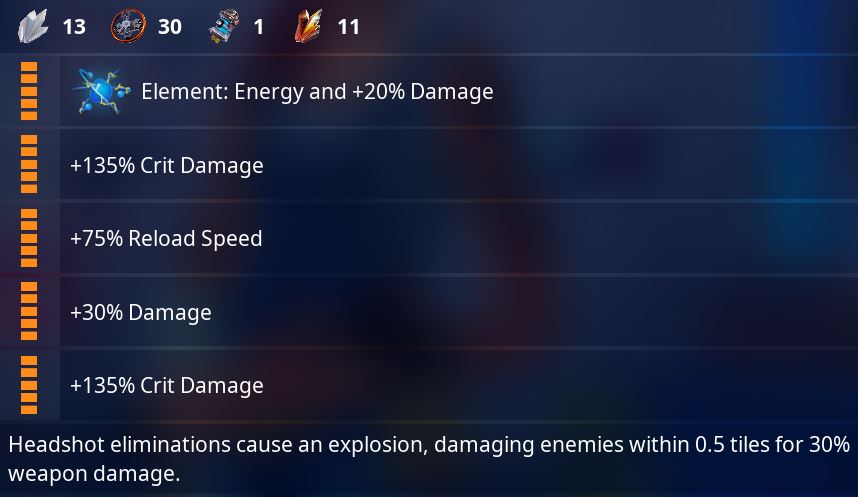 13 30 1 11
Element: Energy and +20% Damage
+135% Crit Damage
+75% Reload Speed
+30% Damage
+135% Crit Damage
Headshot eliminations cause an explosion, damaging enemies within 0.5 tiles for 30%
weapon damage.